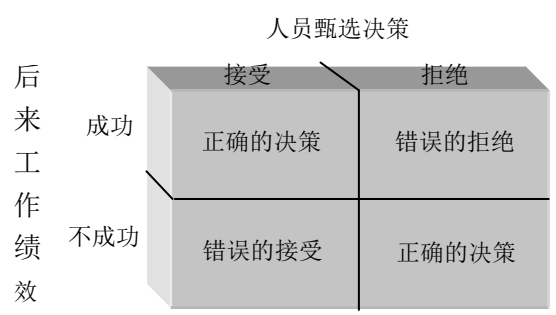 人员甄选决策
接受 拒绝
后来工作绩效
成功 正确的决策 错误的拒绝
不成功 错误的接受 正确的决策